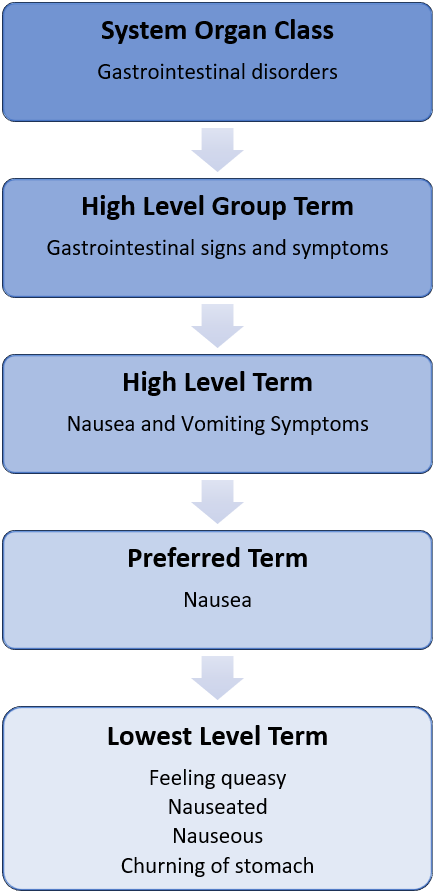 System Organ Class
Gastrointestinal disorders
High Level Group Term
Gastrointestinal signs and symptoms
High Level Term
Nausea and Vomiting Symptoms
Preferred Term
Nausea
Lowest Level Term
Feeling queasy
Nauseated
Nauseous
Churning of stomach